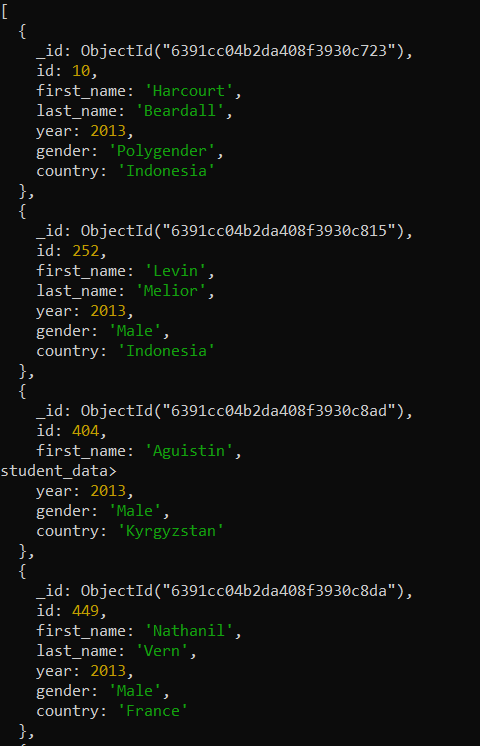 [
  {
    _id: ObjectId("6391cc04b2da408f3930c723"),
    id: 10,
    first_name: 'Harcourt',
    last_name: 'Beardall',
    year: 2013,
    gender: 'Polygender',
    country: 'Indonesia'
  },
  {
    _id: ObjectId("6391cc04b2da408f3930c815"),
    id: 252,
    first_name: 'Levin',
    last_name: 'Melior',
    year: 2013,
    gender: 'Male',
    country: 'Indonesia'
  },
  {
    _id: ObjectId("6391cc04b2da408f3930c8ad"),
    id: 404,
    first_name: 'Aguistin',
student_data>
    year: 2013,
    gender: 'Male',
    country: 'Kyrgyzstan'
  },
  {
    _id: ObjectId("6391cc04b2da408f3930c8da"),
    id: 449,
    first_name: 'Nathanil',
    last_name: 'Vern',
    year: 2013,
    gender: 'Male',
    country: 'France'
  },
  {